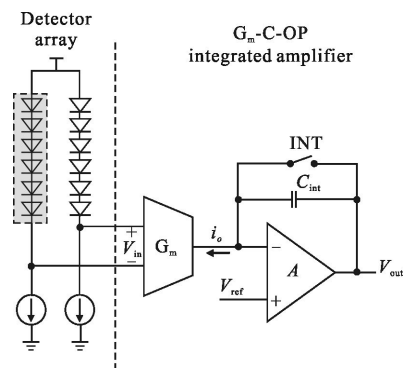 Detector
array
Gm-C-OP
integrated amplifier
INT
Cint
+
Vin
−
Gm
io
−
A
Vout
Vref
+